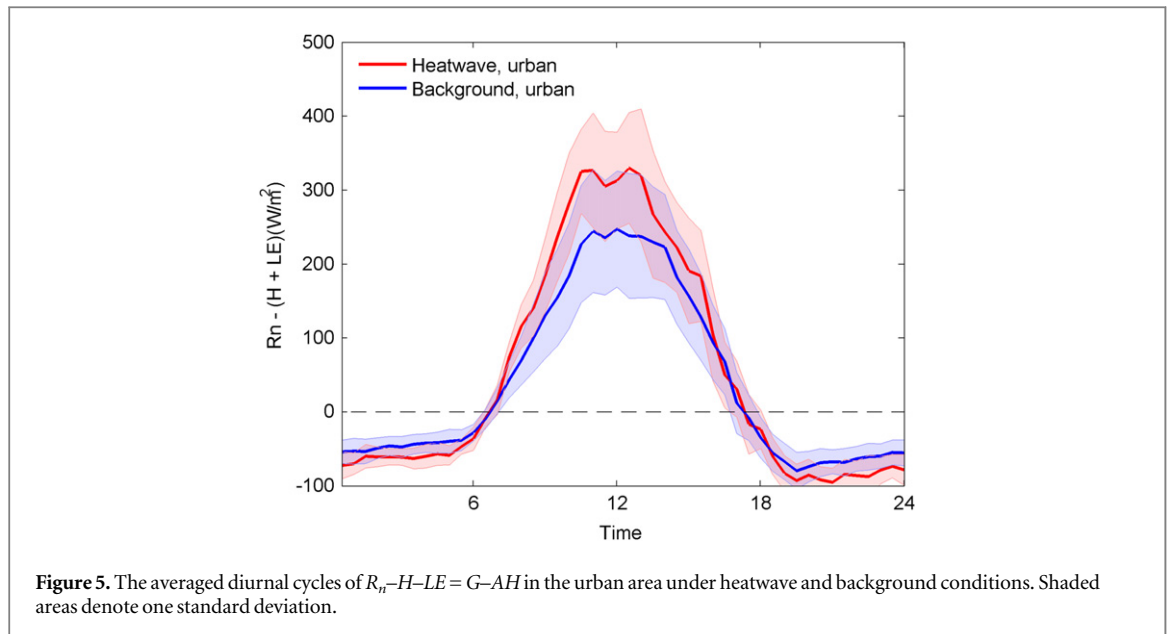 500
400
300
200
100
0
-100
Rn - (H + LE)(W/m²)
Heatwave, urban
Background, urban
6 12 18 24
Time
Figure 5. The averaged diurnal cycles of Rn–H–LE = G–AH in the urban area under heatwave and background conditions. Shaded
areas denote one standard deviation.